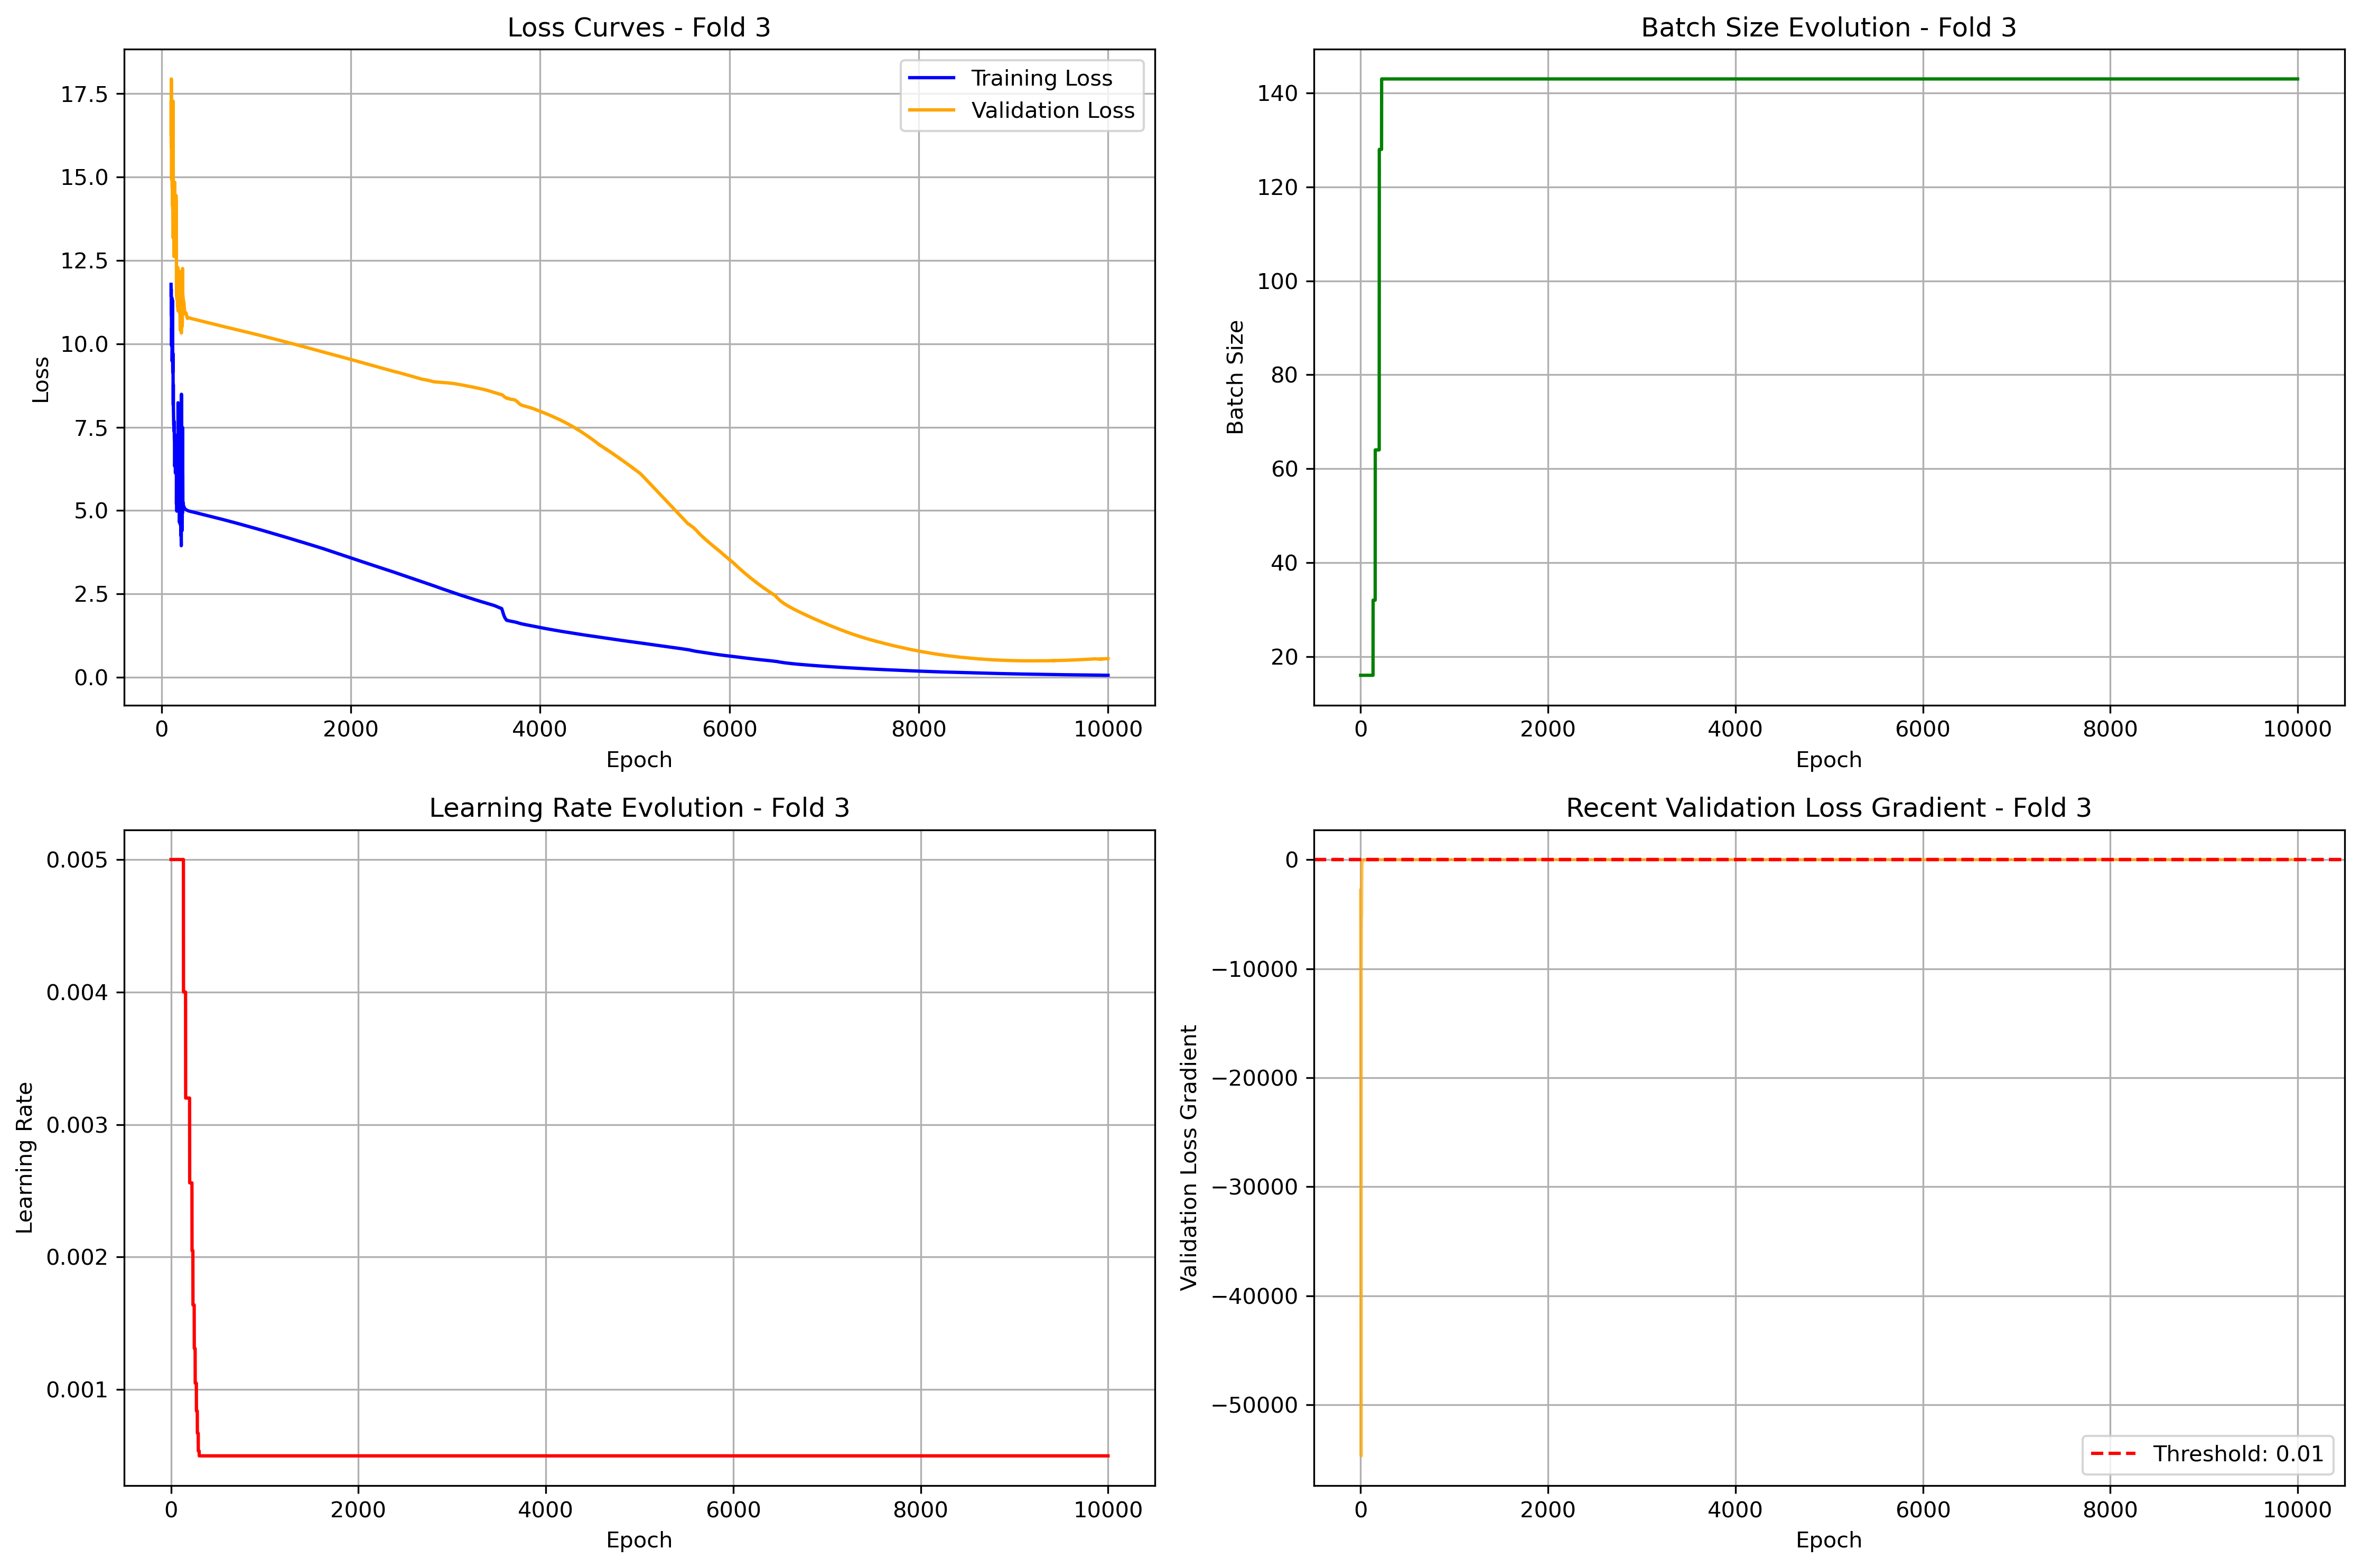 Loss Curves - Fold 3
Loss
17.5
15.0
12.5
10.0
7.5
5.0
2.5
0.0
Training Loss
Validation Loss
0 2000 4000 6000 8000 10000
Epoch
Batch Size Evolution - Fold 3
Batch Size
140
120
100
80
60
40
20
0 2000 4000 6000 8000 10000
Epoch
Learning Rate Evolution - Fold 3
Learning Rate
0.005
0.004
0.003
0.002
0.001
0 2000 4000 6000 8000 10000
Epoch
Recent Validation Loss Gradient - Fold 3
Validation Loss Gradient
0
−10000
−20000
−30000
−40000
−50000
Threshold: 0.01
0 2000 4000 6000 8000 10000
Epoch